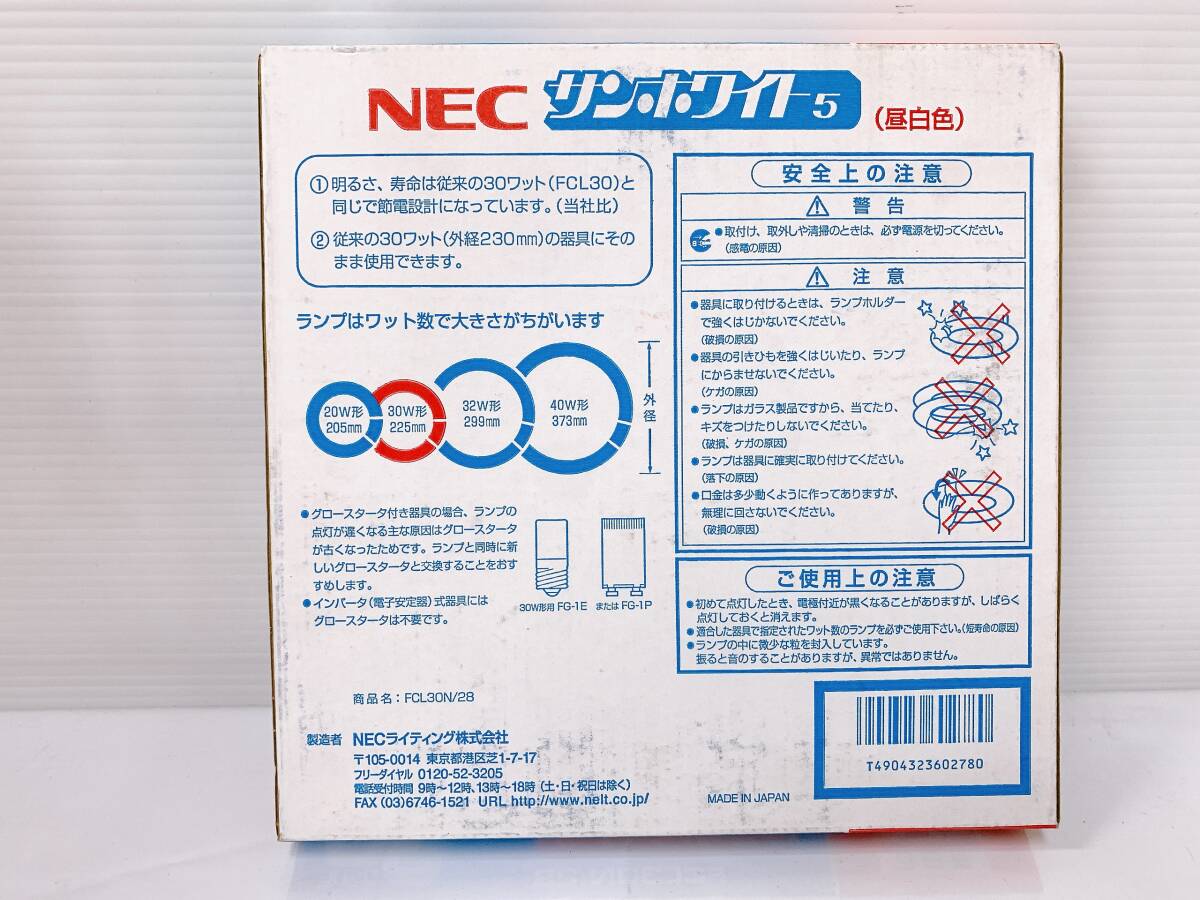 NEC サンホワイト5 (昼白色)
①明るさ、寿命は従来の30ワット(FCL30)と
同じで節電設計になっています。(当社比)
②従来の30ワット(外経230mm)の器具にその
まま使用できます。
ランプはワット数で大きさがちがいます
20W形
205mm
30W形
225mm
32W形
299mm
40W形
373mm
外径
●グロースタータ付き器具の場合、ランプの
点灯が遅くなる主な原因はグロースタータ
が古くなったためです。ランプと同時に新
しいグロースタータと交換することをおす
すめします。
●インバータ(電子安定器)式器具には
グロースタータは不要です。
30W形用 FG-1E または FG-1P
商品名:FCL30N/28
製造者 NECライティング株式会社
〒105-0014 東京都港区芝1-7-17
フリーダイヤル 0120-52-3205
電話受付時間 9時〜12時、13時〜18時(土・日・祝日は除く)
FAX (03)6746-1521 URL http://www.nelt.co.jp/
安全上の注意
⚠ 警告
●取付け、取外しや清掃のときは、必ず電源を切ってください。
(感電の原因)
⚠ 注意
●器具に取り付けるときは、ランプホルダー
で強くはじかないでください。
(破損の原因)
●器具の引きひもを強くはじいたり、ランプ
にからませないでください。
(ケガの原因)
●ランプはガラス製品ですから、当てたり、
キズをつけたりしないでください。
(破損、ケガの原因)
●ランプは器具に確実に取り付けてください。
(落下の原因)
●口金は多少動くように作ってありますが、
無理に回さないでください。
(破損の原因)
ご使用上の注意
●初めて点灯したとき、電極付近が黒くなることがありますが、しばらく
点灯しておくと消えます。
●適合した器具で指定されたワット数のランプを必ずご使用下さい。(短寿命の原因)
●ランプの中に微少な粒を封入しています。
振ると音のすることがありますが、異常ではありません。
T4904323602780
MADE IN JAPAN